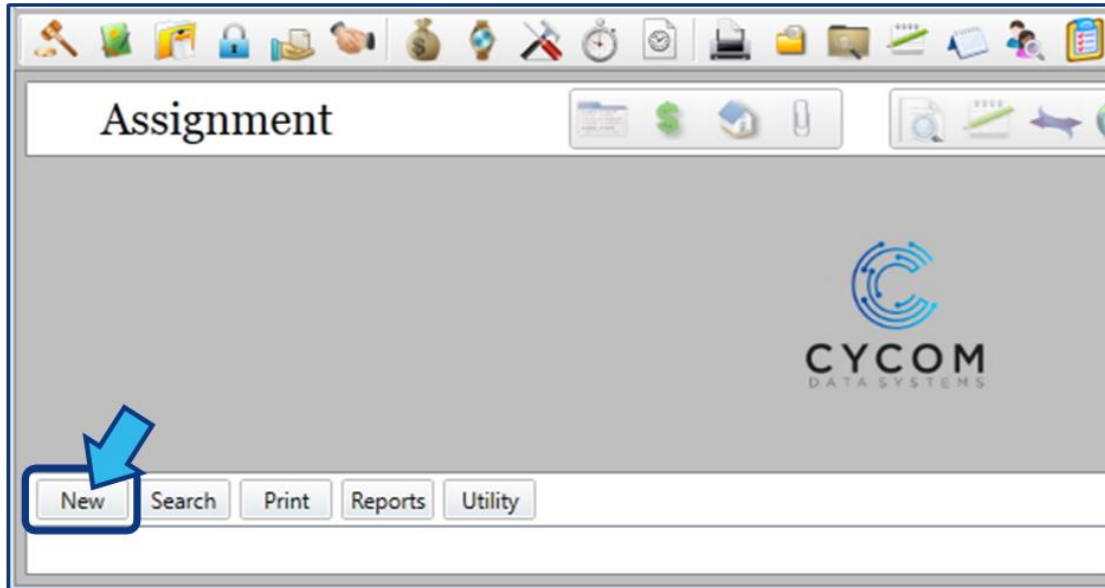 Assignment
CYCOM
DATA SYSTEMS
New Search Print Reports Utility